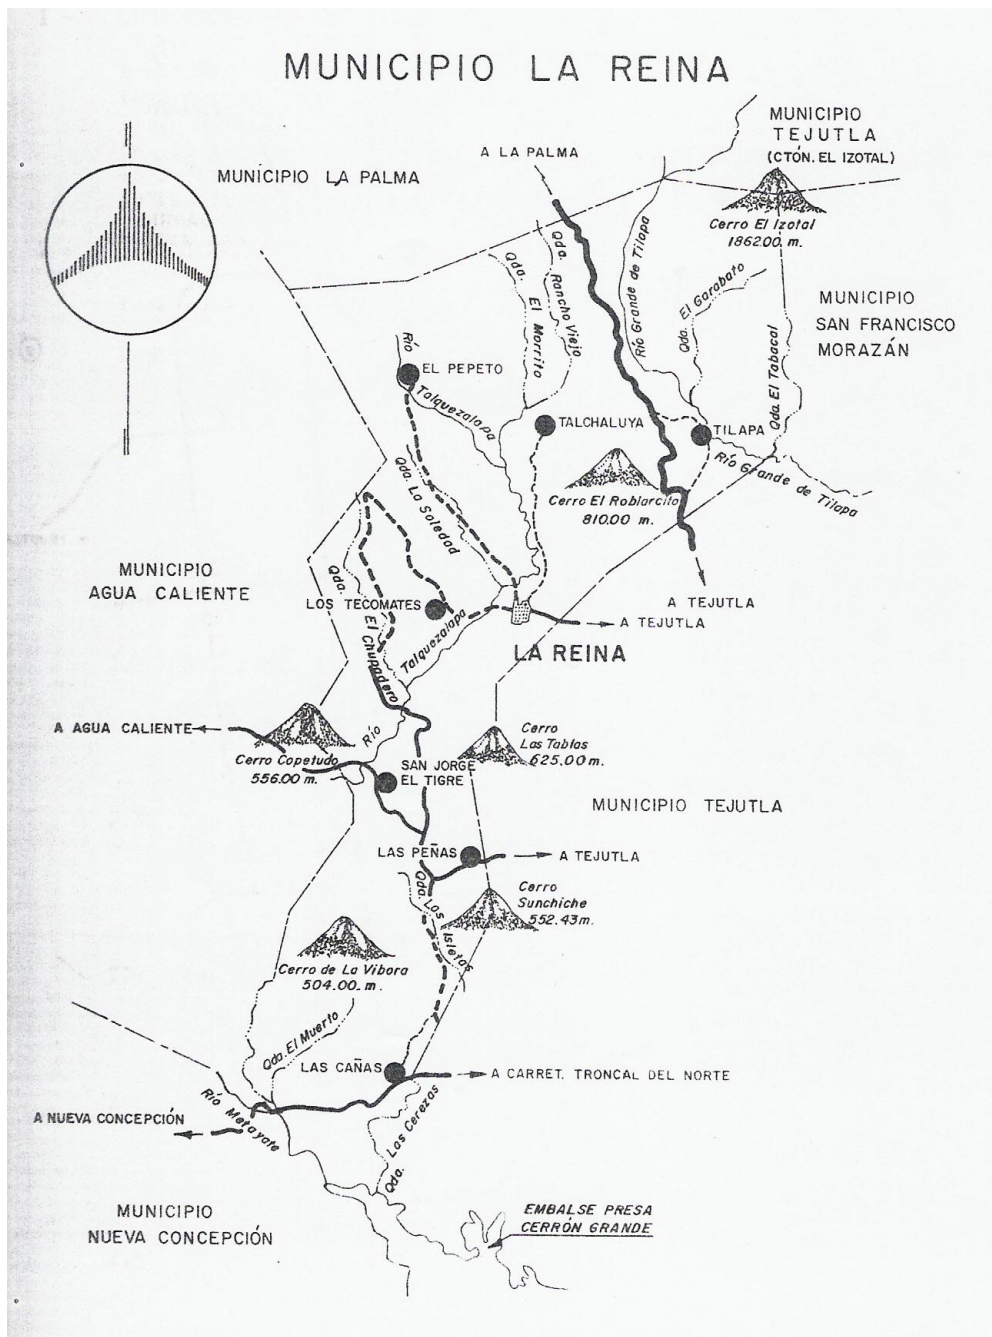 MUNICIPIO LA REINA
MUNICIPIO
TEJUTLA
(CTÓN. EL IZOTAL)
A LA PALMA
MUNICIPIO LA PALMA
Cerro El Izotal
1862.00 m.
Qda. Rancho Viejo
Qda. El Morrito
Río Grande de Tilapa
Qda. El Garabato
Qda. El Tabacal
MUNICIPIO
SAN FRANCISCO
MORAZÁN
Río Talquezalapa
EL PEPETO
TALCHALUYA
TILAPA
Río Grande de Tilapa
Qda. La Soledad
Cerro El Roblarcito
810.00 m.
MUNICIPIO
AGUA CALIENTE
Qda. El Chupadero
LOS TECOMATES
A TEJUTLA
A TEJUTLA
LA REINA
Río Talquezalapa
A AGUA CALIENTE
Cerro Copetudo
556.00 m.
Cerro
Las Tablas
625.00 m.
SAN JORGE
EL TIGRE
MUNICIPIO TEJUTLA
LAS PEÑAS
A TEJUTLA
Qda. Las Isletas
Cerro
Sunchiche
552.43 m.
Cerro de La Vibora
504.00 m.
Qda. El Muerto
LAS CAÑAS
A CARRET. TRONCAL DEL NORTE
Río Metayate
A NUEVA CONCEPCIÓN
Qda. Las Cerezas
MUNICIPIO
NUEVA CONCEPCIÓN
EMBALSE PRESA
CERRÓN GRANDE